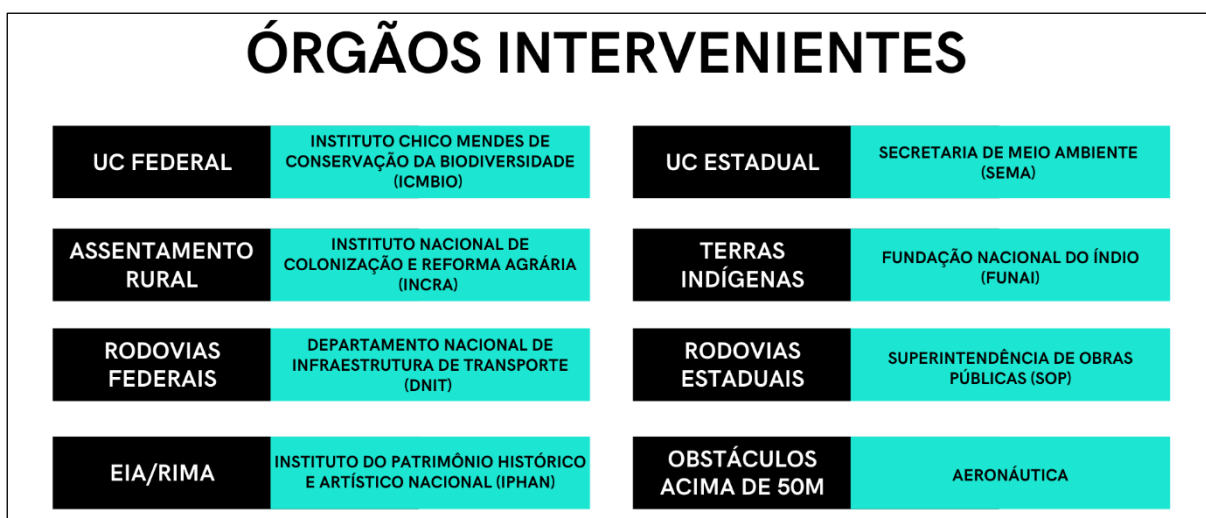 ÓRGÃOS INTERVENIENTES
UC FEDERAL
INSTITUTO CHICO MENDES DE
CONSERVAÇÃO DA BIODIVERSIDADE
(ICMBIO)
UC ESTADUAL
SECRETARIA DE MEIO AMBIENTE
(SEMA)
ASSENTAMENTO
RURAL
INSTITUTO NACIONAL DE
COLONIZAÇÃO E REFORMA AGRÁRIA
(INCRA)
TERRAS
INDÍGENAS
FUNDAÇÃO NACIONAL DO ÍNDIO
(FUNAI)
RODOVIAS
FEDERAIS
DEPARTAMENTO NACIONAL DE
INFRAESTRUTURA DE TRANSPORTE
(DNIT)
RODOVIAS
ESTADUAIS
SUPERINTENDÊNCIA DE OBRAS
PÚBLICAS (SOP)
EIA/RIMA
INSTITUTO DO PATRIMÔNIO HISTÓRICO
E ARTÍSTICO NACIONAL (IPHAN)
OBSTÁCULOS
ACIMA DE 50M
AERONÁUTICA